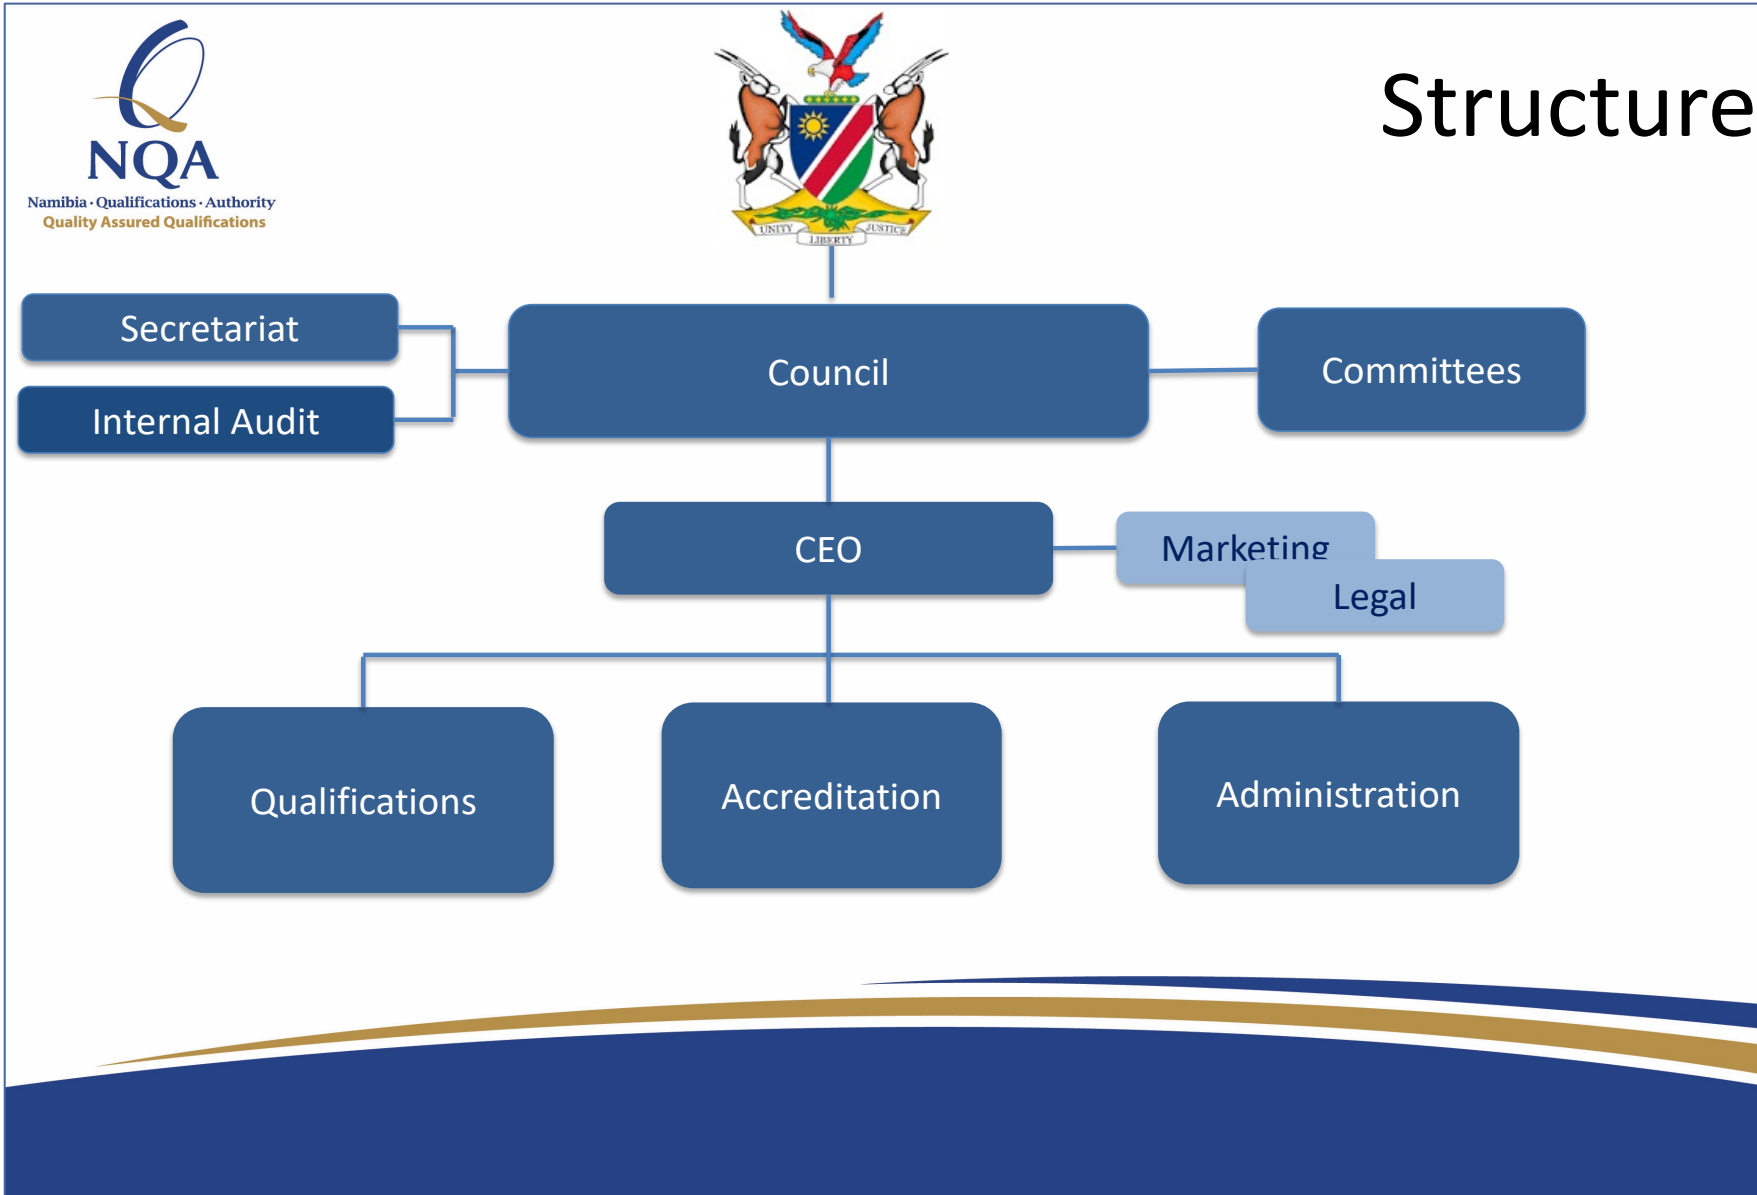 NQA
Namibia · Qualifications · Authority
Quality Assured Qualifications
UNITY
LIBERTY
JUSTICE
Structure
Secretariat
Internal Audit
Council
Committees
CEO
Marketing
Legal
Qualifications
Accreditation
Administration